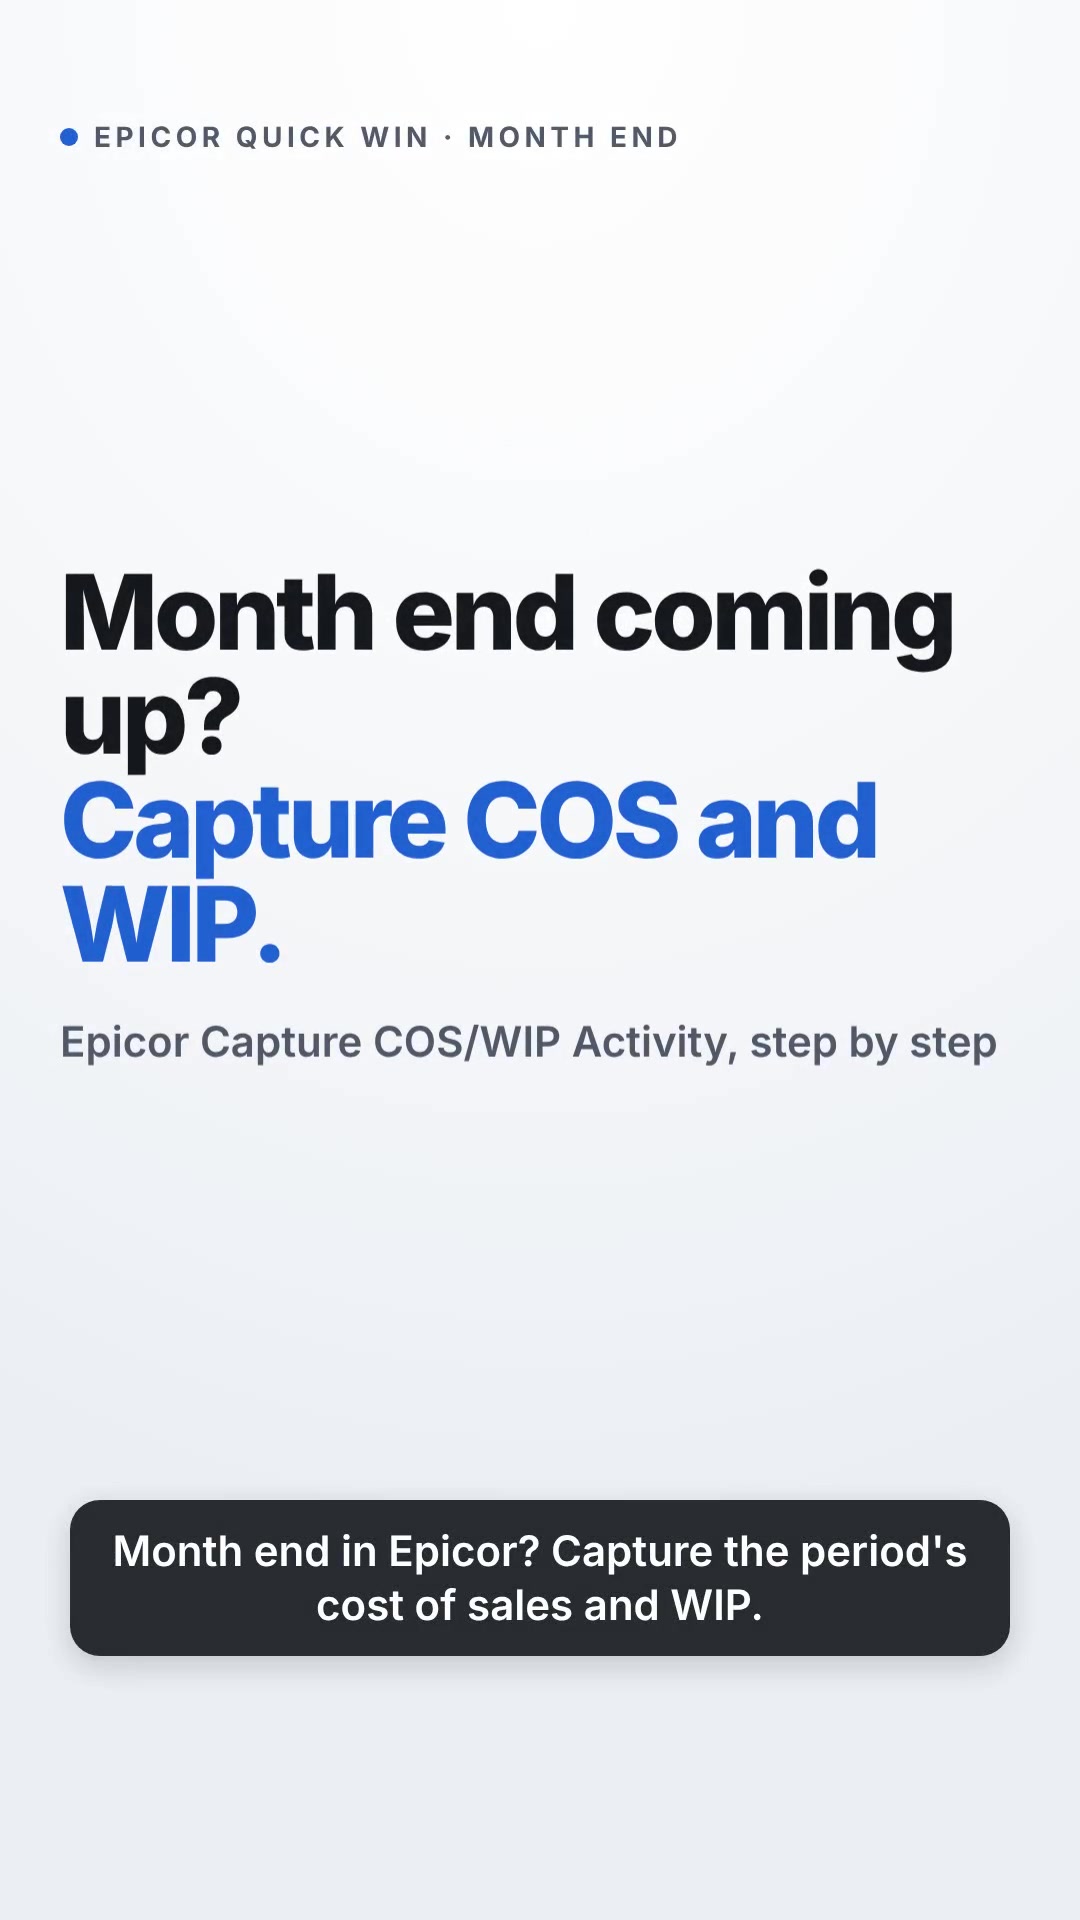 EPICOR QUICK WIN · MONTH END
Month end coming
up?
Capture COS and
WIP.
Epicor Capture COS/WIP Activity, step by step
Month end in Epicor? Capture the period's
cost of sales and WIP.